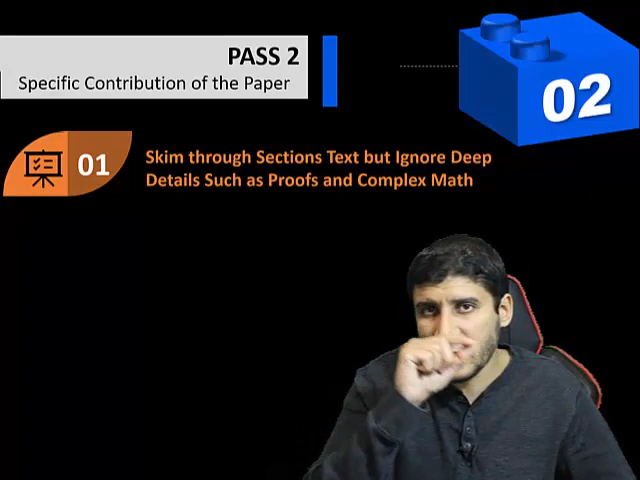 PASS 2
Specific Contribution of the Paper
02
01
Skim through Sections Text but Ignore Deep
Details Such as Proofs and Complex Math